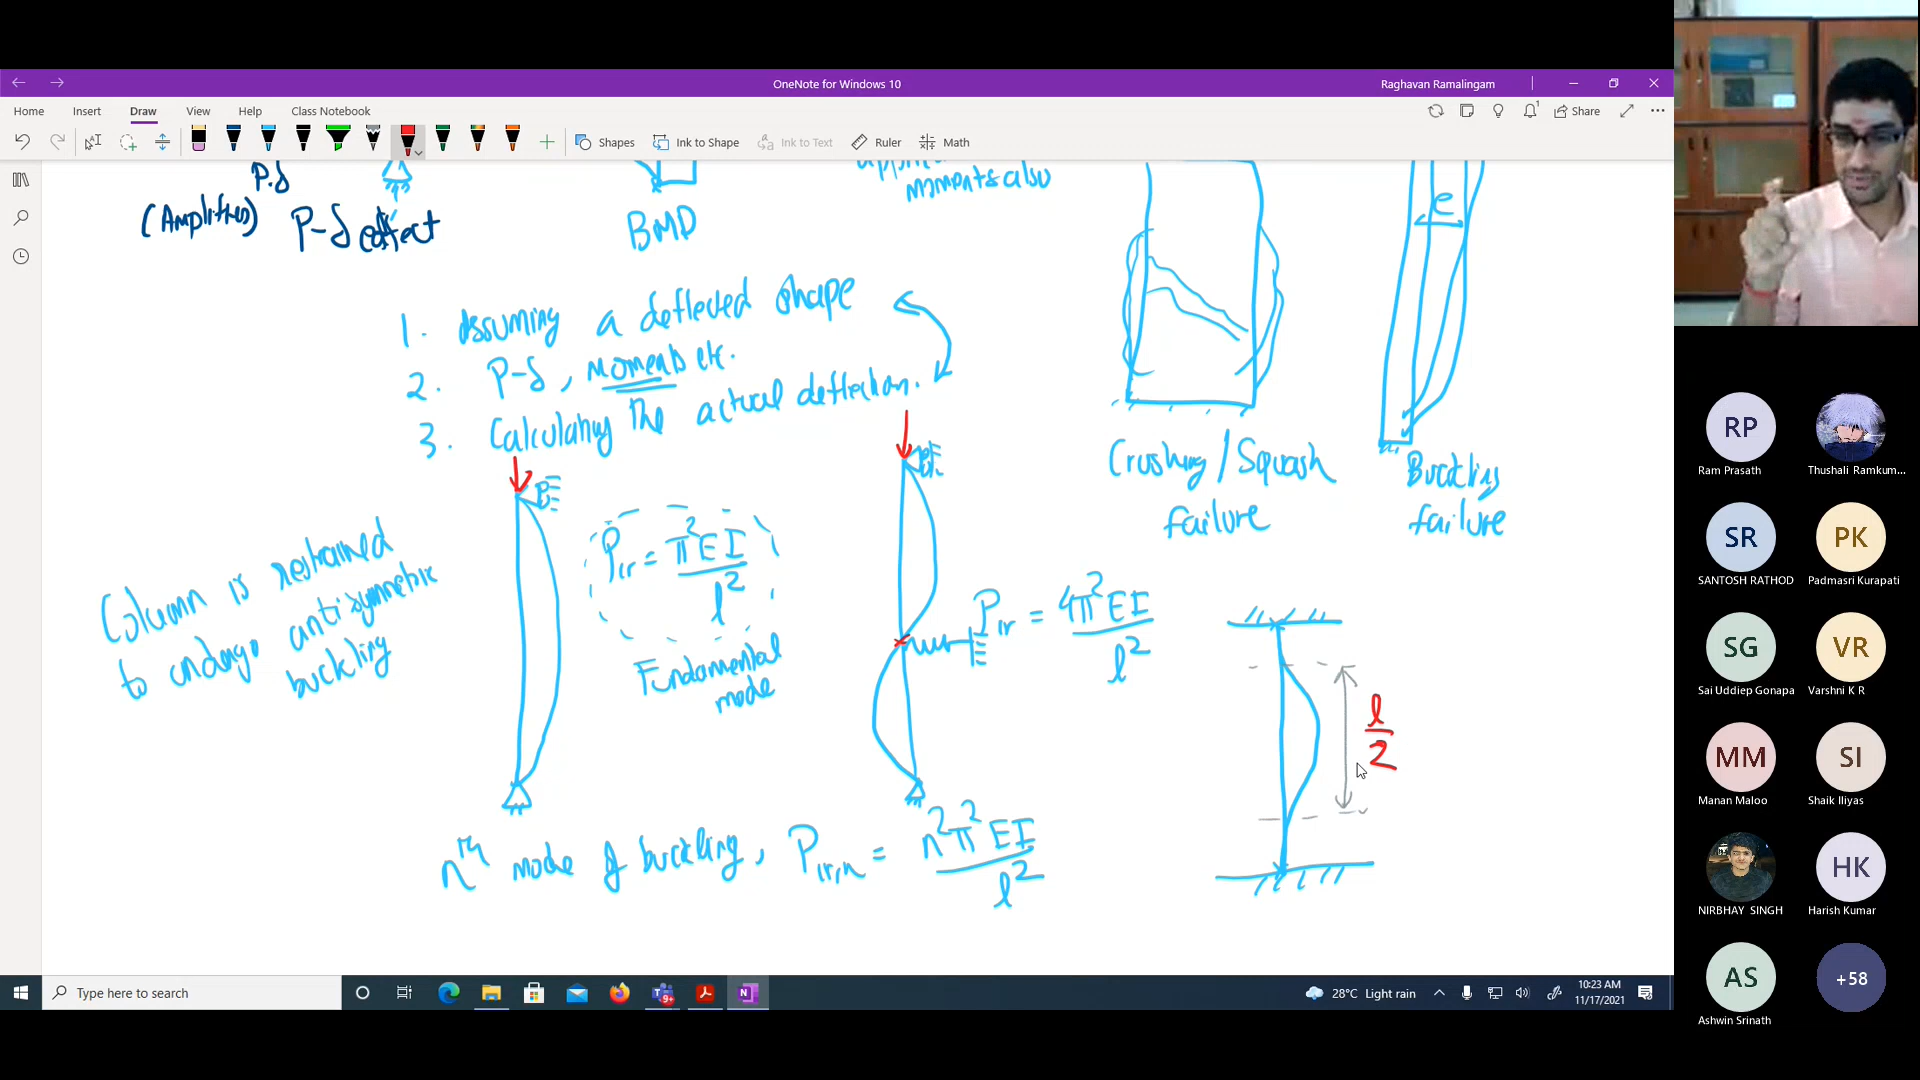 OneNote for Windows 10
Raghavan Ramalingam
Home Insert Draw View Help Class Notebook
Share
Shapes Ink to Shape Ink to Text Ruler Math
P.δ
(Amplifies) P-δ effect
BMD
moments also
e
1. Assuming a deflected shape
2. P-δ, moments etc.
3. Calculating the actual deflection.
Crushing / Squash
failure
Buckling
failure
Column is restrained
to undergo antisymmetric
buckling
Pcr = π²EI
l²
Fundamental
mode
Pcr = 4π²EI
l²
l
2
nth mode of buckling, Pcr,n = n²π²EI
l²
RP
Ram Prasath
Thushali Ramkum...
SR
SANTOSH RATHOD
PK
Padmasri Kurapati
SG
Sai Uddiep Gonapa
VR
Varshni K R
MM
Manan Maloo
SI
Shaik Iliyas
NIRBHAY SINGH
HK
Harish Kumar
AS
Ashwin Srinath
+58
Type here to search
28°C Light rain
10:23 AM
11/17/2021